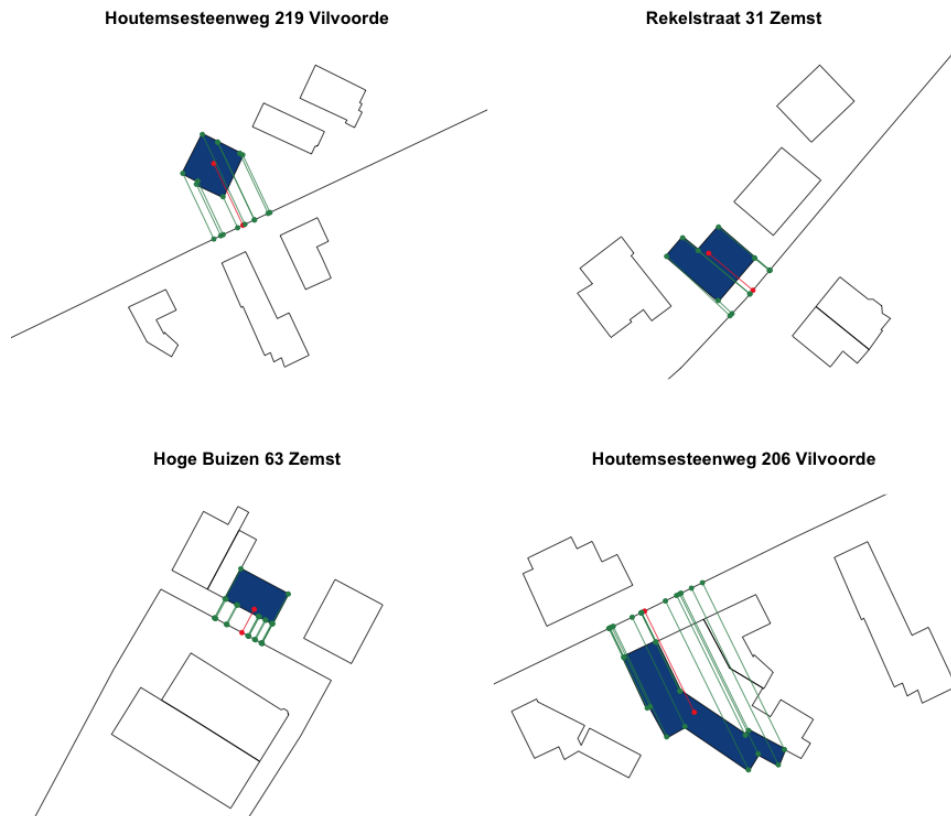 Houtemsesteenweg 219 Vilvoorde
Rekelstraat 31 Zemst
Hoge Buizen 63 Zemst
Houtemsesteenweg 206 Vilvoorde